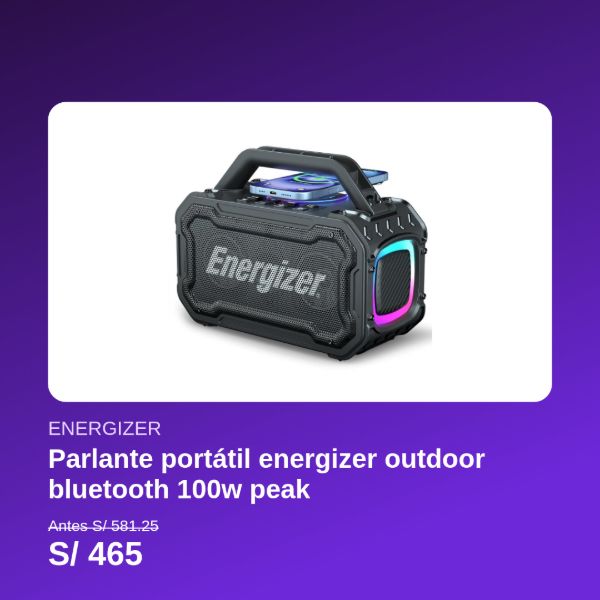 Energizer
ENERGIZER
Parlante portátil energizer outdoor
bluetooth 100w peak
Antes S/ 581.25
S/ 465